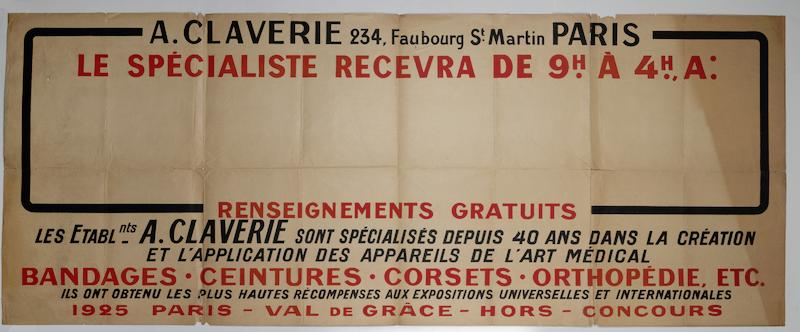 A. CLAVERIE 234, Faubourg St Martin PARIS
LE SPÉCIALISTE RECEVRA DE 9H. À 4H., A:
RENSEIGNEMENTS GRATUITS
LES ETABLnts A. CLAVERIE SONT SPÉCIALISÉS DEPUIS 40 ANS DANS LA CRÉATION
ET L'APPLICATION DES APPAREILS DE L'ART MÉDICAL
BANDAGES · CEINTURES · CORSETS · ORTHOPÉDIE, ETC.
ILS ONT OBTENU LES PLUS HAUTES RÉCOMPENSES AUX EXPOSITIONS UNIVERSELLES ET INTERNATIONALES
1925 PARIS - VAL DE GRÂCE - HORS - CONCOURS